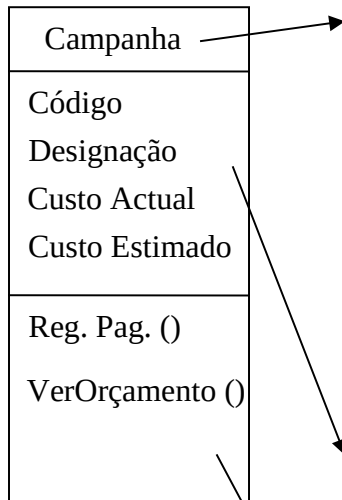 Campanha
Código
Designação
Custo Actual
Custo Estimado
Reg. Pag. ()
VerOrçamento ()